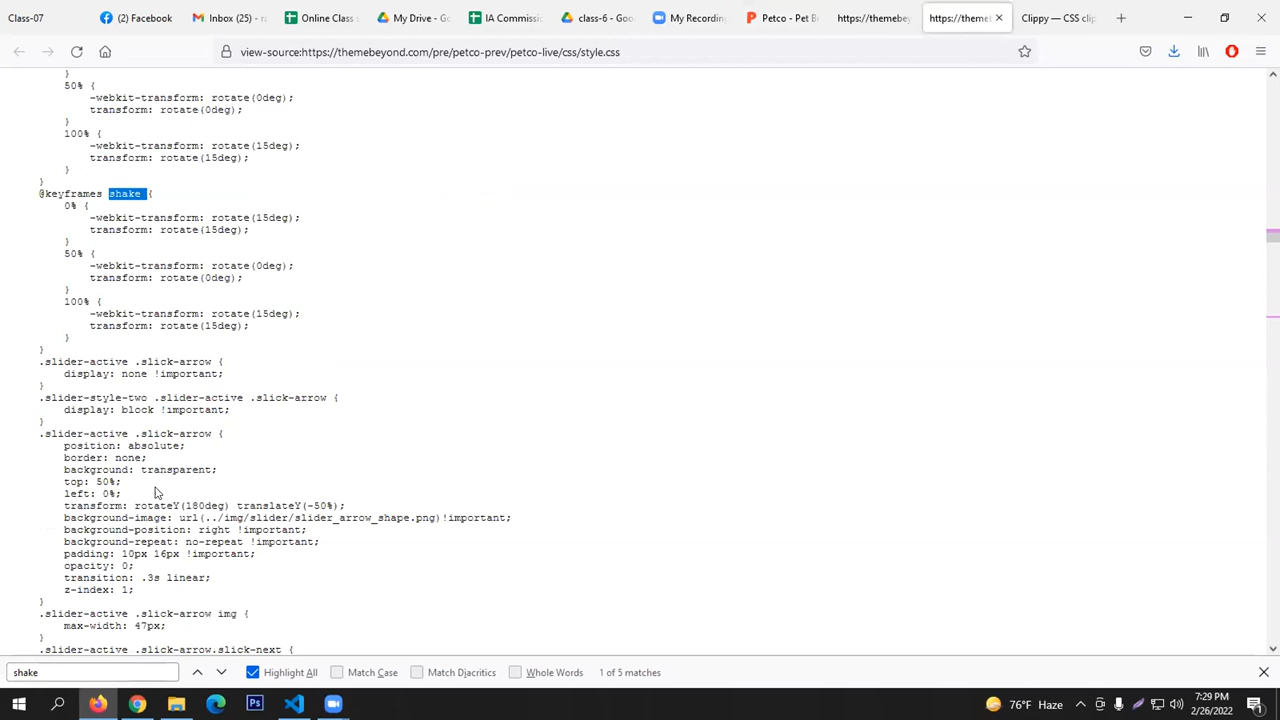 Class-07
(2) Facebook
Inbox (25) - r
Online Class
My Drive - Go
IA Commissi
class-6 - Goo
My Recording
Petco - Pet B
https://themebey
https://themet
Clippy — CSS clip
view-source:https://themebeyond.com/pre/petco-prev/petco-live/css/style.css
}
50% {
-webkit-transform: rotate(0deg);
transform: rotate(0deg);
}
100% {
-webkit-transform: rotate(15deg);
transform: rotate(15deg);
}
}
@keyframes shake {
0% {
-webkit-transform: rotate(15deg);
transform: rotate(15deg);
}
50% {
-webkit-transform: rotate(0deg);
transform: rotate(0deg);
}
100% {
-webkit-transform: rotate(15deg);
transform: rotate(15deg);
}
}
.slider-active .slick-arrow {
display: none !important;
}
.slider-style-two .slider-active .slick-arrow {
display: block !important;
}
.slider-active .slick-arrow {
position: absolute;
border: none;
background: transparent;
top: 50%;
left: 0%;
transform: rotateY(180deg) translateY(-50%);
background-image: url(../img/slider/slider_arrow_shape.png)!important;
background-position: right !important;
background-repeat: no-repeat !important;
padding: 10px 16px !important;
opacity: 0;
transition: .3s linear;
z-index: 1;
}
.slider-active .slick-arrow img {
max-width: 47px;
}
.slider-active .slick-arrow.slick-next {
shake
Highlight All
Match Case
Match Diacritics
Whole Words
1 of 5 matches
76°F Haze
7:29 PM
2/26/2022